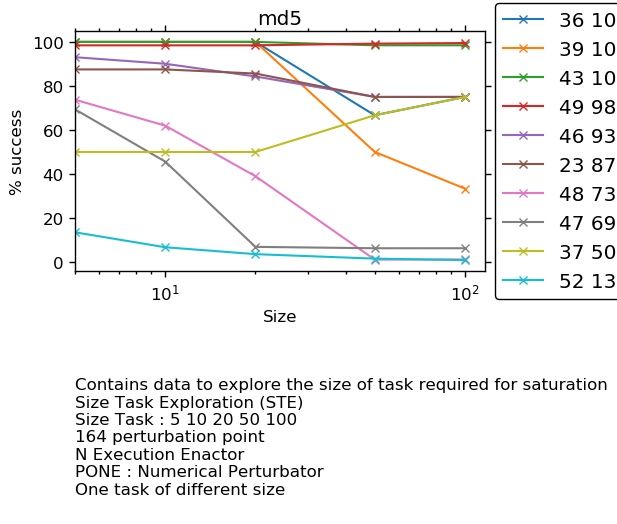 md5
100
80
60
40
20
0
% success
10¹
10²
Size
36 10
39 10
43 10
49 98
46 93
23 87
48 73
47 69
37 50
52 13
Contains data to explore the size of task required for saturation
Size Task Exploration (STE)
Size Task : 5 10 20 50 100
164 perturbation point
N Execution Enactor
PONE : Numerical Perturbator
One task of different size